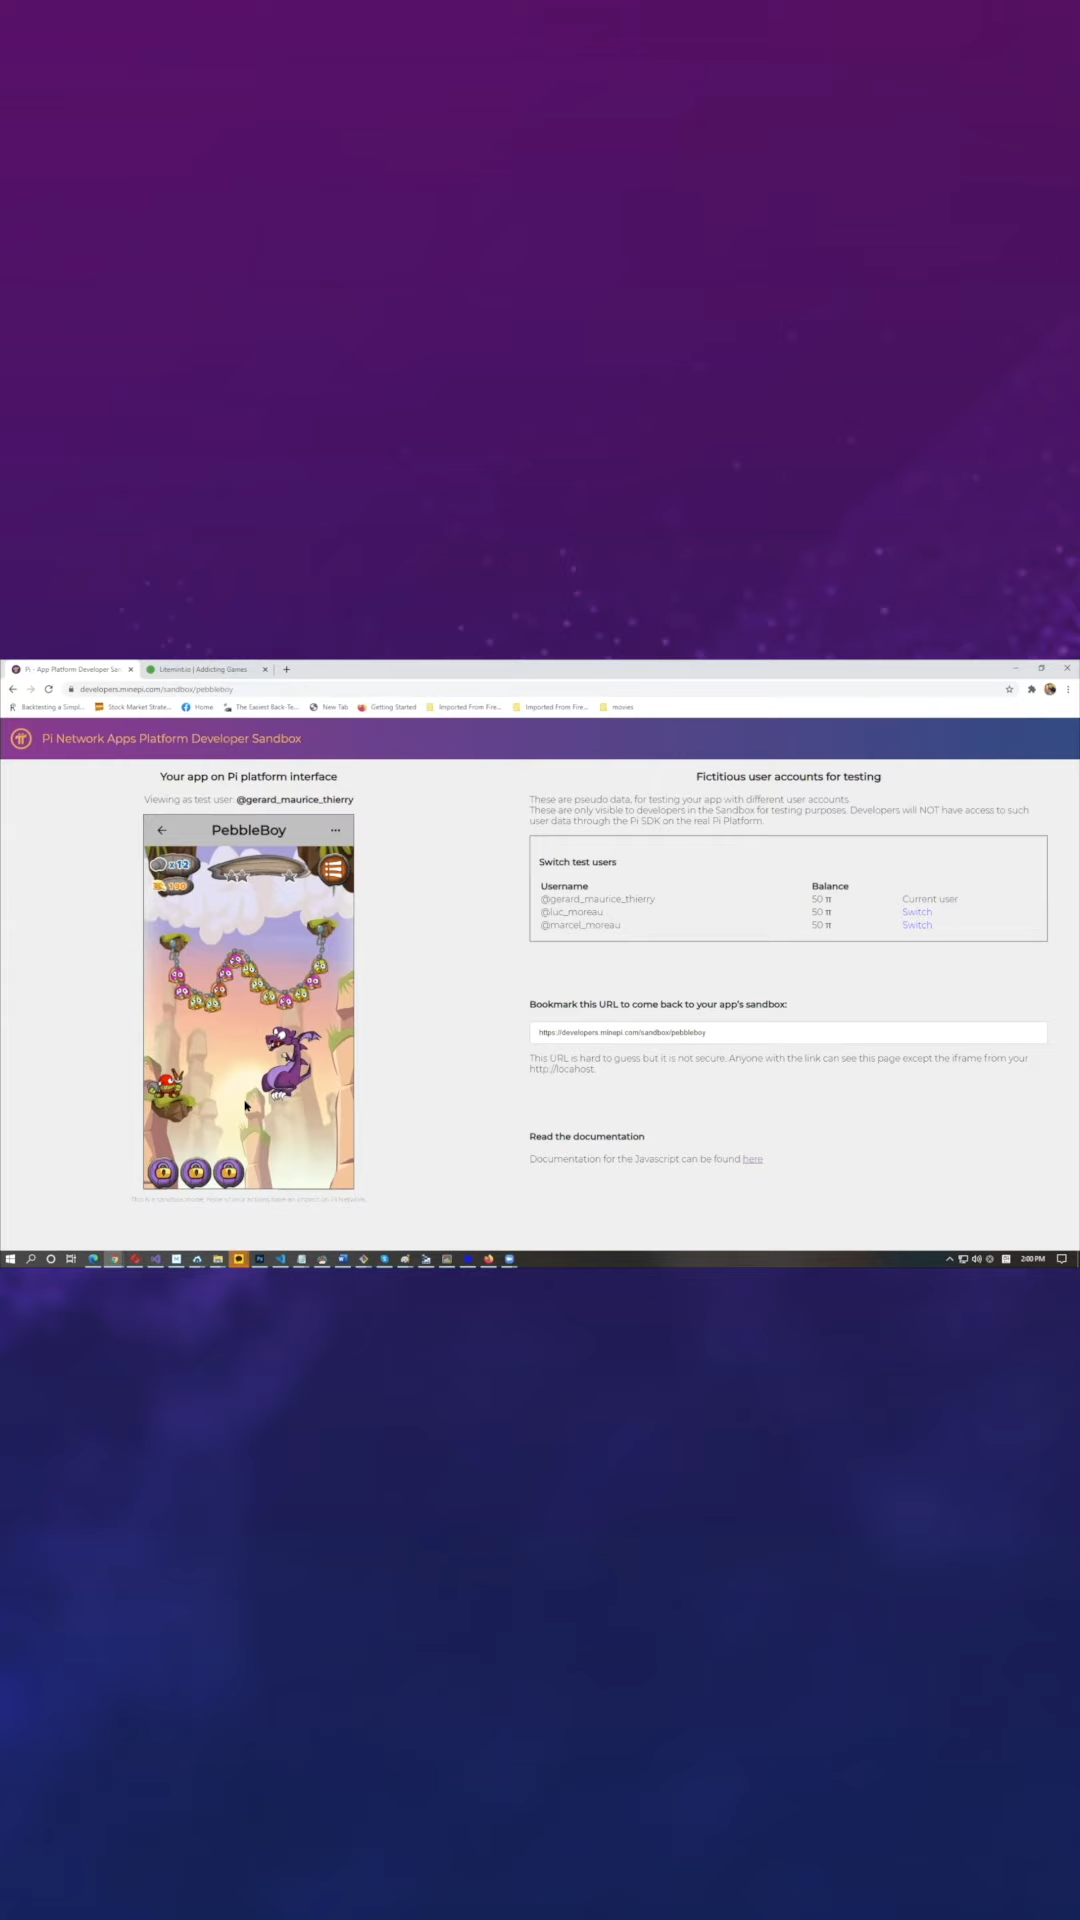 Pi - App Platform Developer San
Litemint.io | Addicting Games
developers.minepi.com/sandbox/pebbleboy
Backtesting a Simpl...
Stock Market Strate...
Home
The Easiest Back-Te...
New Tab
Getting Started
Imported From Fire...
Imported From Fire...
movies
Pi Network Apps Platform Developer Sandbox
Your app on Pi platform interface
Viewing as test user: @gerard_maurice_thierry
PebbleBoy
x12
190
Fictitious user accounts for testing
These are pseudo data, for testing your app with different user accounts.
These are only visible to developers in the Sandbox for testing purposes. Developers will NOT have access to such
user data through the Pi SDK on the real Pi Platform.
Switch test users
Username Balance
@gerard_maurice_thierry 50 π Current user
@luc_moreau 50 π Switch
@marcel_moreau 50 π Switch
Bookmark this URL to come back to your app's sandbox:
https://developers.minepi.com/sandbox/pebbleboy
This URL is hard to guess but it is not secure. Anyone with the link can see this page except the iframe from your
http://locahost.
Read the documentation
Documentation for the Javascript can be found here
2:00 PM